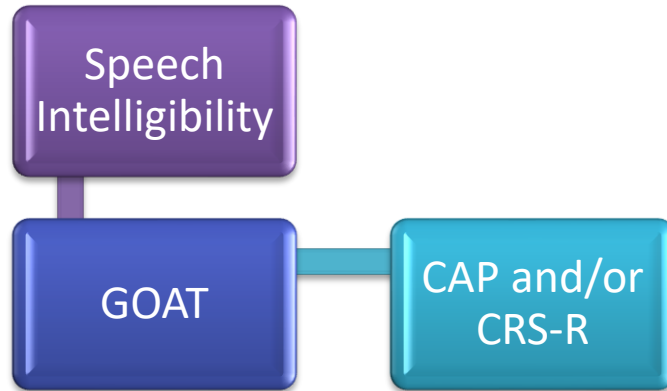 Speech
Intelligibility
GOAT
CAP and/or
CRS-R